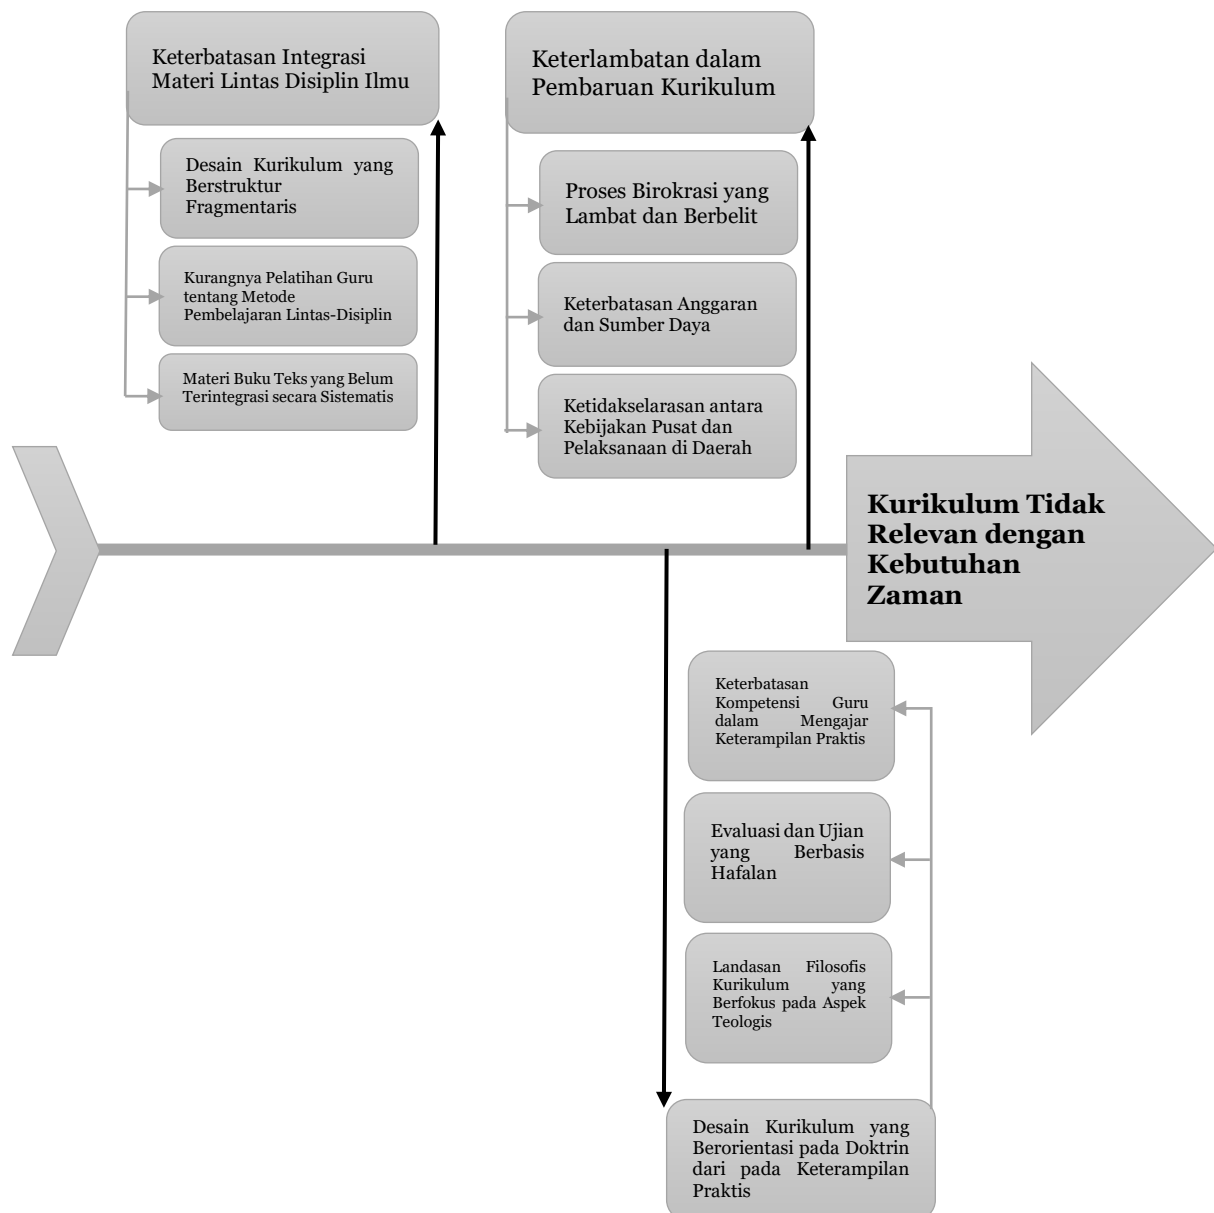 Keterbatasan Integrasi
Materi Lintas Disiplin Ilmu
Desain Kurikulum yang
Berstruktur
Fragmentaris
Kurangnya Pelatihan Guru
tentang Metode
Pembelajaran Lintas-Disiplin
Materi Buku Teks yang Belum
Terintegrasi secara Sistematis
Keterlambatan dalam
Pembaruan Kurikulum
Proses Birokrasi yang
Lambat dan Berbelit
Keterbatasan Anggaran
dan Sumber Daya
Ketidakselarasan antara
Kebijakan Pusat dan
Pelaksanaan di Daerah
Kurikulum Tidak
Relevan dengan
Kebutuhan
Zaman
Keterbatasan
Kompetensi Guru
dalam Mengajar
Keterampilan Praktis
Evaluasi dan Ujian
yang Berbasis
Hafalan
Landasan Filosofis
Kurikulum yang
Berfokus pada Aspek
Teologis
Desain Kurikulum yang
Berorientasi pada Doktrin
dari pada Keterampilan
Praktis